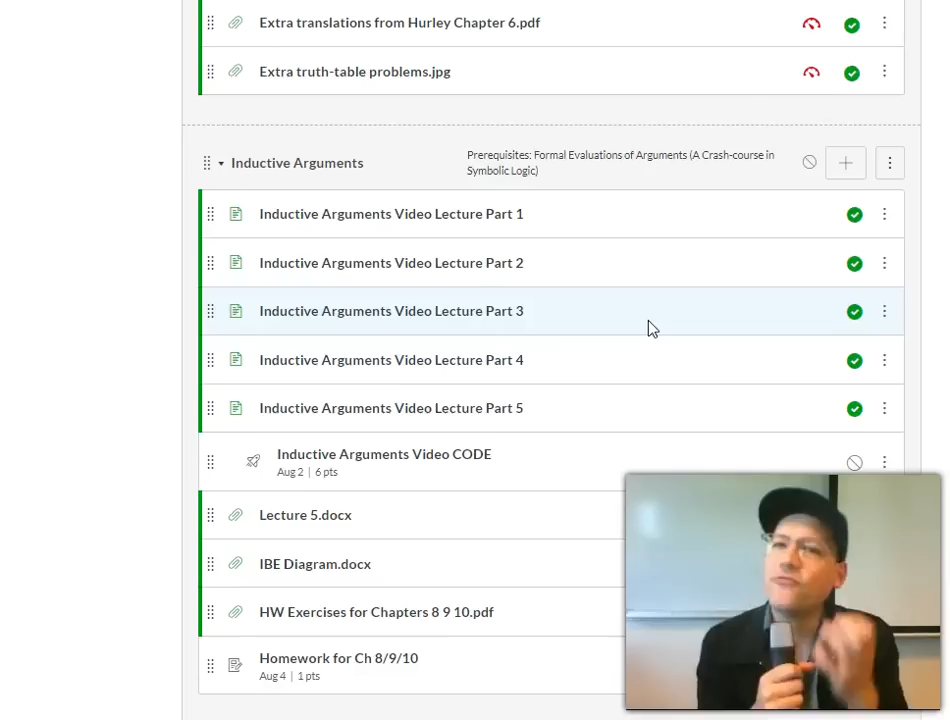 Extra translations from Hurley Chapter 6.pdf
Extra truth-table problems.jpg
Inductive Arguments
Prerequisites: Formal Evaluations of Arguments (A Crash-course in
Symbolic Logic)
Inductive Arguments Video Lecture Part 1
Inductive Arguments Video Lecture Part 2
Inductive Arguments Video Lecture Part 3
Inductive Arguments Video Lecture Part 4
Inductive Arguments Video Lecture Part 5
Inductive Arguments Video CODE
Aug 2 | 6 pts
Lecture 5.docx
IBE Diagram.docx
HW Exercises for Chapters 8 9 10.pdf
Homework for Ch 8/9/10
Aug 4 | 1 pts